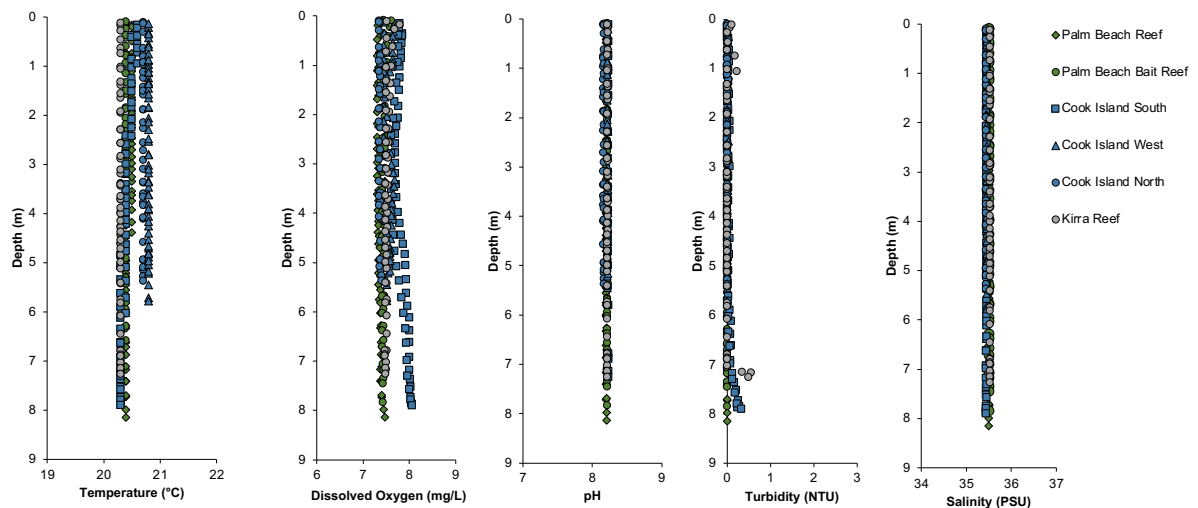 0
1
2
3
4
5
6
7
8
9
Depth (m)
19 20 21 22
Temperature (°C)
0
1
2
3
4
5
6
7
8
9
Depth (m)
6 7 8 9
Dissolved Oxygen (mg/L)
0
1
2
3
4
5
6
7
8
9
Depth (m)
7 8 9
pH
0
1
2
3
4
5
6
7
8
9
Depth (m)
0 1 2 3
Turbidity (NTU)
0
1
2
3
4
5
6
7
8
9
Depth (m)
34 35 36 37
Salinity (PSU)
Palm Beach Reef
Palm Beach Bait Reef
Cook Island South
Cook Island West
Cook Island North
Kirra Reef